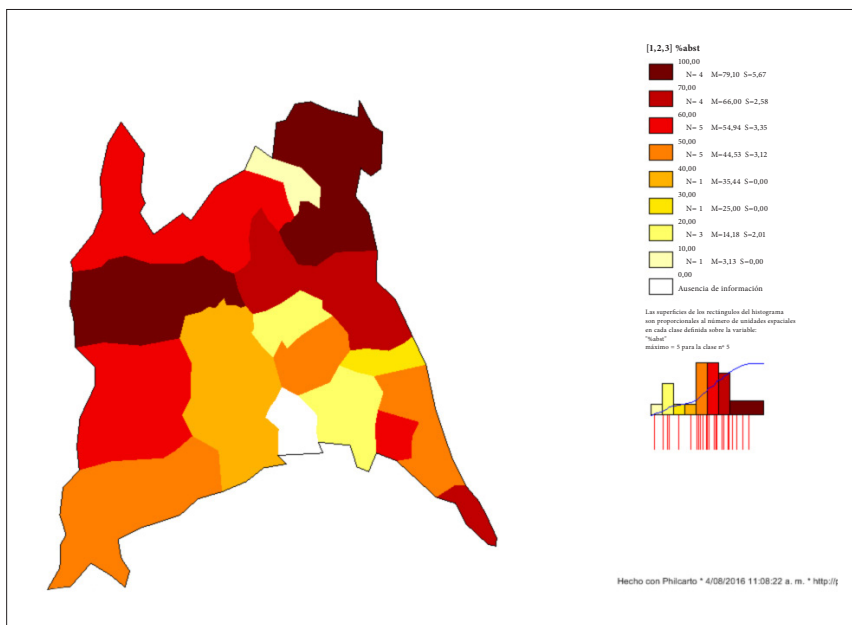 [1,2,3] %abst
100,00
N= 4 M=79,10 S=5,67
70,00
N= 4 M=66,00 S=2,58
60,00
N= 5 M=54,94 S=3,35
50,00
N= 5 M=44,53 S=3,12
40,00
N= 1 M=35,44 S=0,00
30,00
N= 1 M=25,00 S=0,00
20,00
N= 3 M=14,18 S=2,01
10,00
N= 1 M=3,13 S=0,00
0,00
Ausencia de información
Las superficies de los rectángulos del histograma
son proporcionales al número de unidades espaciales
en cada clase definida sobre la variable:
"%abst"
máximo = 5 para la clase nº 5
Hecho con Philcarto * 4/08/2016 11:08:22 a. m. * http://p